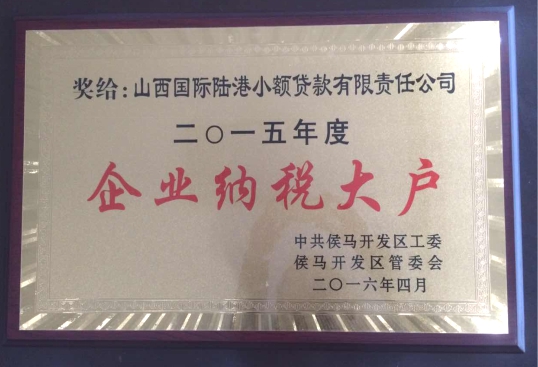 奖给：山西国际陆港小额贷款有限责任公司
二〇一五年度
企业纳税大户
中共侯马开发区工委
侯马开发区管委会
二〇一六年四月